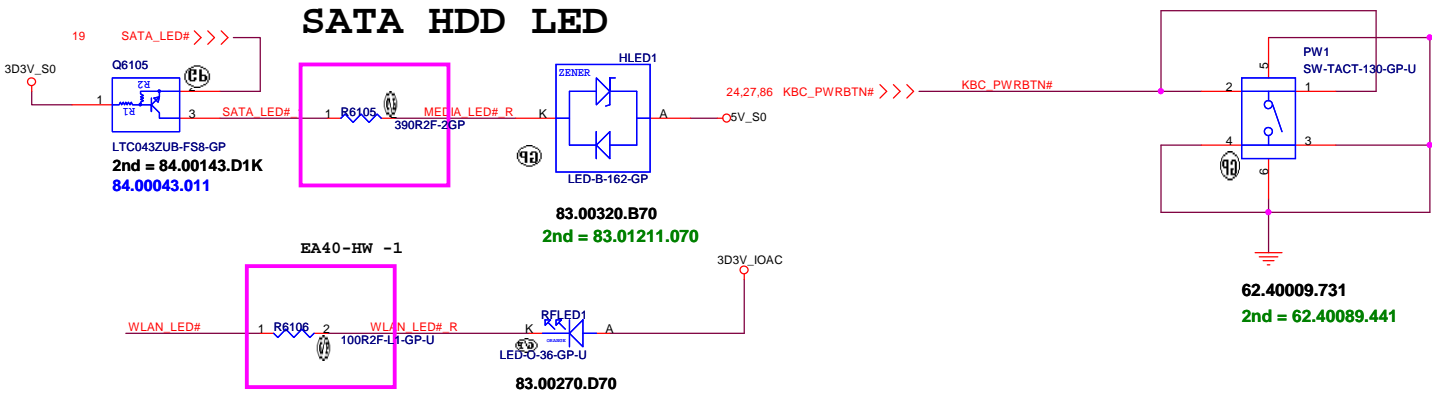 SATA HDD LED
19 SATA_LED#
3D3V_S0
Q6105
R2
R1
1
2
3
SATA_LED#
LTC043ZUB-FS8-GP
2nd = 84.00143.D1K
84.00043.011
1
R6105
2
MEDIA_LED#_R
390R2F-2GP
HLED1
ZENER
K
A
5V_S0
LED-B-162-GP
83.00320.B70
2nd = 83.01211.070
EA40-HW -1
WLAN_LED#
1
R6106
2
WLAN_LED#_R
100R2F-L1-GP-U
RFLED1
K
A
ORANGE
LED-O-36-GP-U
83.00270.D70
3D3V_IOAC
24,27,86 KBC_PWRBTN#
KBC_PWRBTN#
PW1
SW-TACT-130-GP-U
5
2
1
4
3
6
62.40009.731
2nd = 62.40089.441